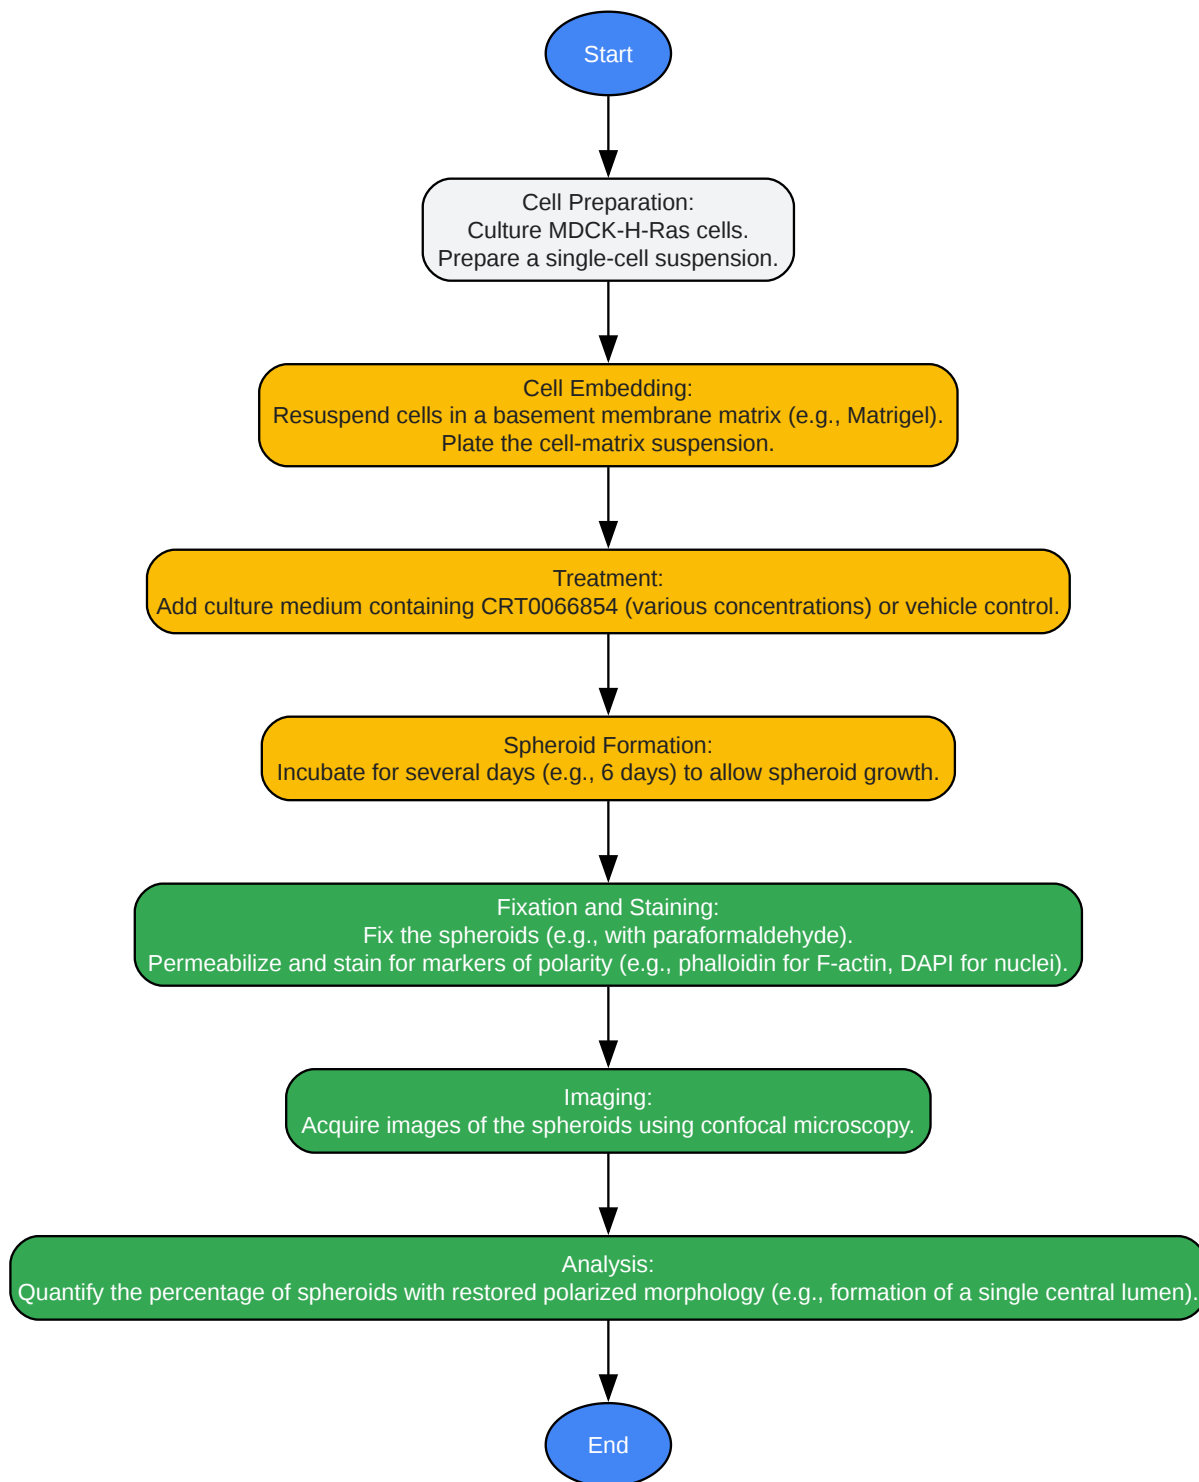 Start
Cell Preparation:
Culture MDCK-H-Ras cells.
Prepare a single-cell suspension.
Cell Embedding:
Resuspend cells in a basement membrane matrix (e.g., Matrigel).
Plate the cell-matrix suspension.
Treatment:
Add culture medium containing CRT0066854 (various concentrations) or vehicle control.
Spheroid Formation:
Incubate for several days (e.g., 6 days) to allow spheroid growth.
Fixation and Staining:
Fix the spheroids (e.g., with paraformaldehyde).
Permeabilize and stain for markers of polarity (e.g., phalloidin for F-actin, DAPI for nuclei).
Imaging:
Acquire images of the spheroids using confocal microscopy.
Analysis:
Quantify the percentage of spheroids with restored polarized morphology (e.g., formation of a single central lumen).
End